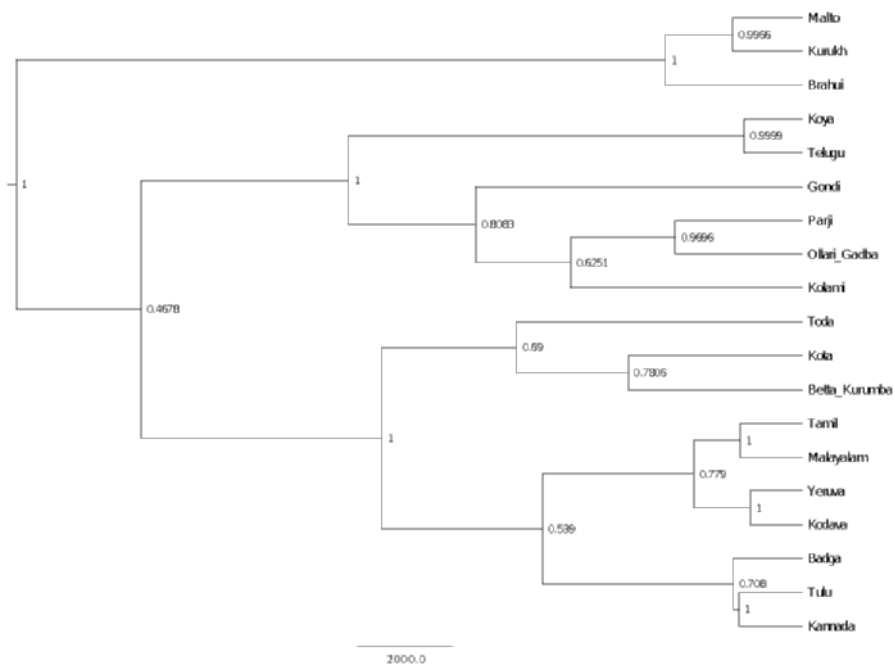 Malto
0.9966
Kurukh
1
Brahui
Koya
0.9999
Telugu
1
1
Gondi
Parji
0.8083
0.9696
Ollari_Gadba
0.6251
Kolami
0.4678
Toda
0.69
Kota
0.7806
Betta_Kurumba
Tamil
1
1
Malayalam
0.779
Yeruva
1
Kodava
0.539
Badga
0.708
Tulu
1
Kannada
2000.0